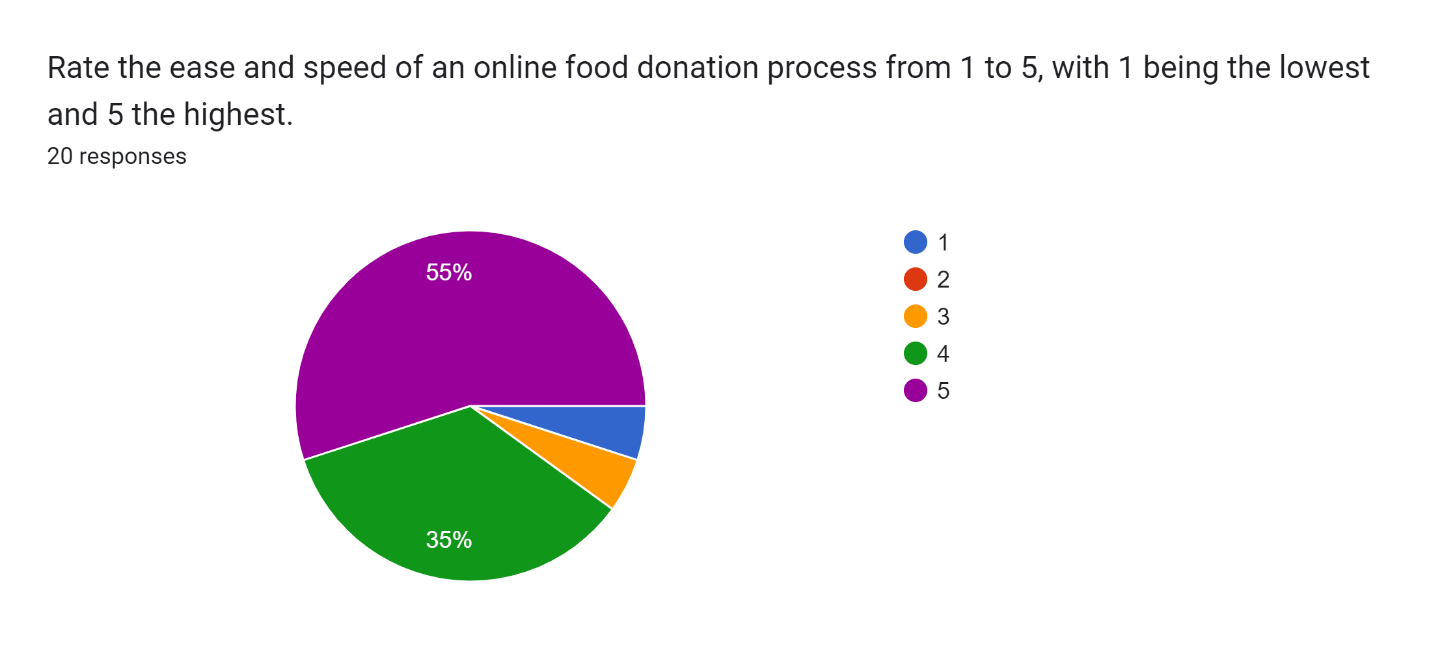 Rate the ease and speed of an online food donation process from 1 to 5, with 1 being the lowest
and 5 the highest.
20 responses
55%
35%
1
2
3
4
5